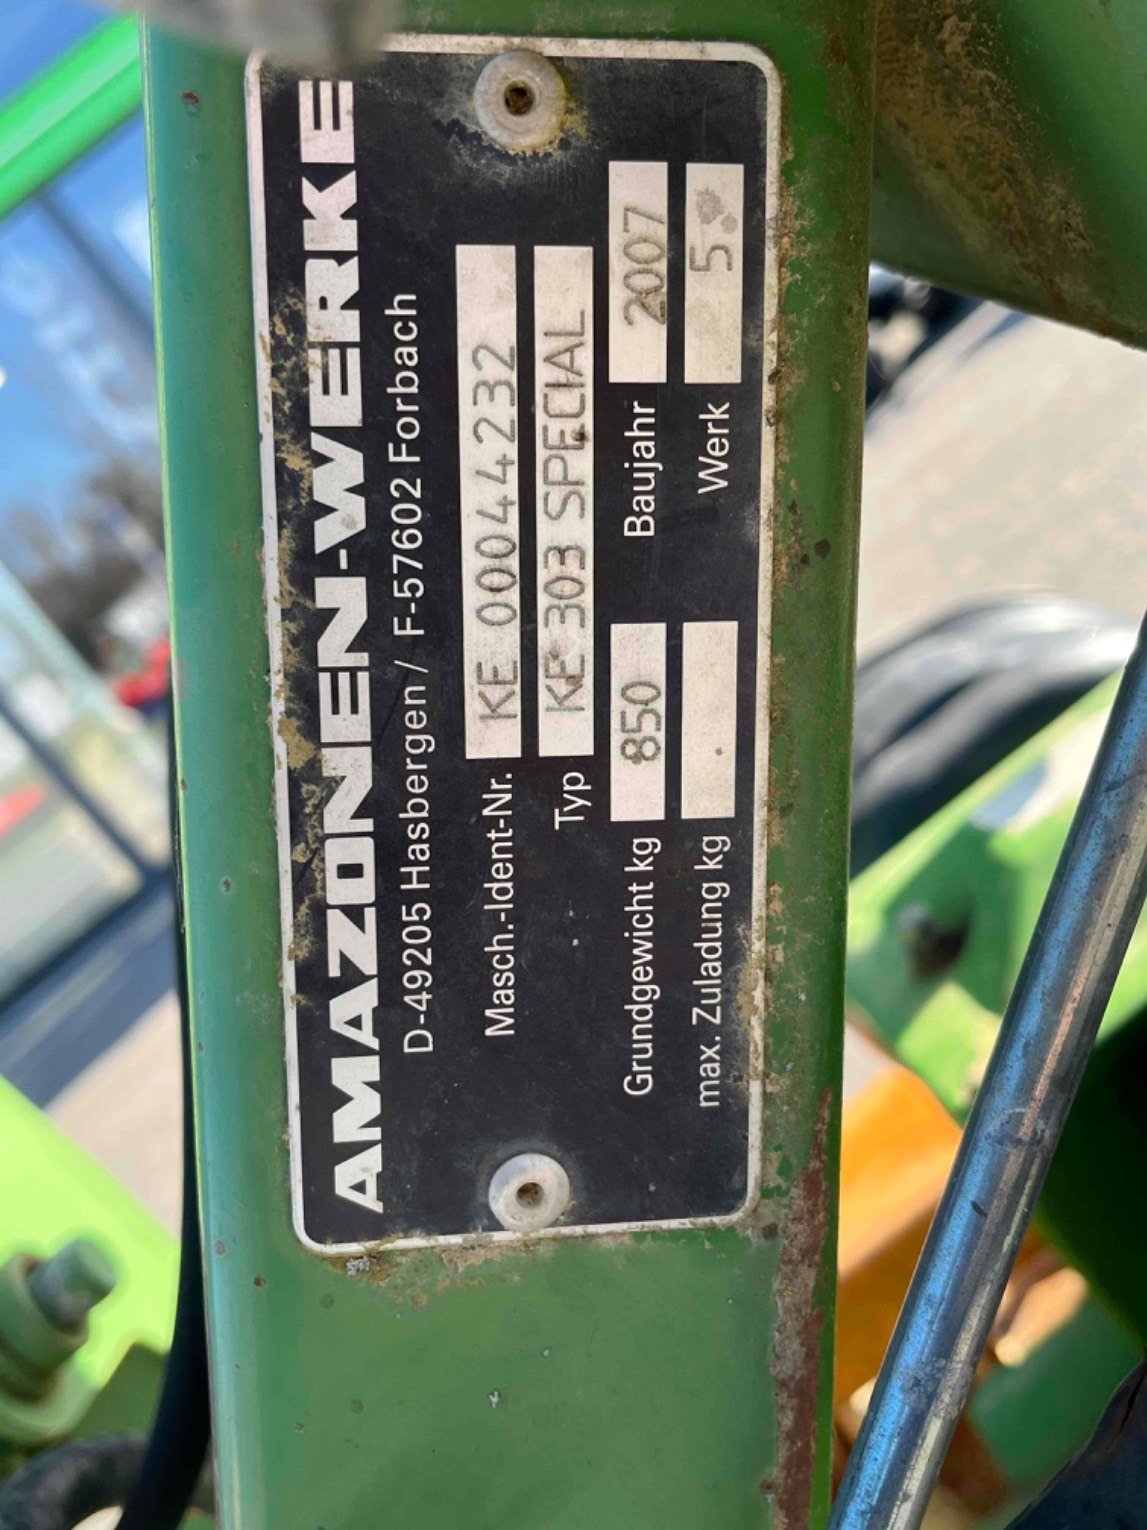 AMAZONEN-WERKE
D-49205 Hasbergen / F-57602 Forbach
Masch.-Ident-Nr. KE 0044232
Typ KE 303 SPECIAL
Grundgewicht kg 850 Baujahr 2007
max. Zuladung kg Werk 5